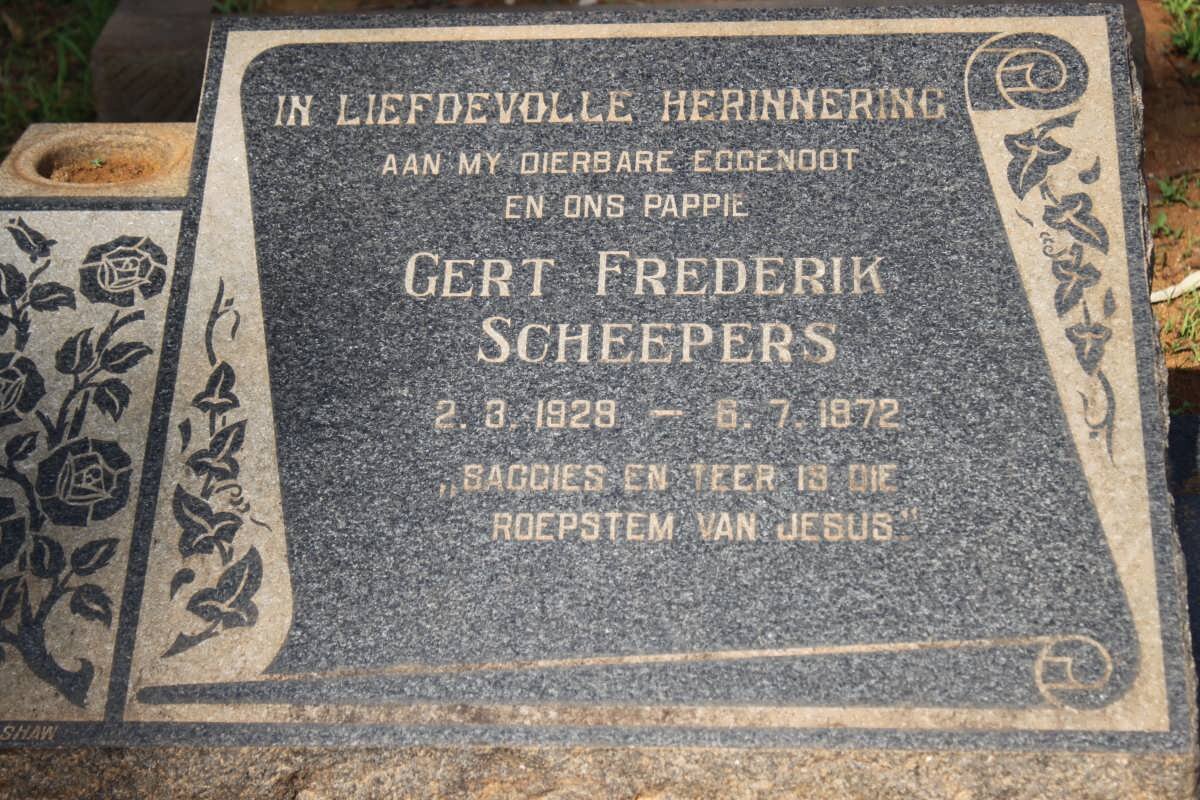 IN LIEFDEVOLLE HERINNERING
AAN MY DIERBARE EGGENOOT
EN ONS PAPPIE
GERT FREDERIK
SCHEEPERS
2. 3. 1929 — 6. 7. 1972
„SAGGIES EN TEER IS DIE
ROEPSTEM VAN JESUS."
SHAW